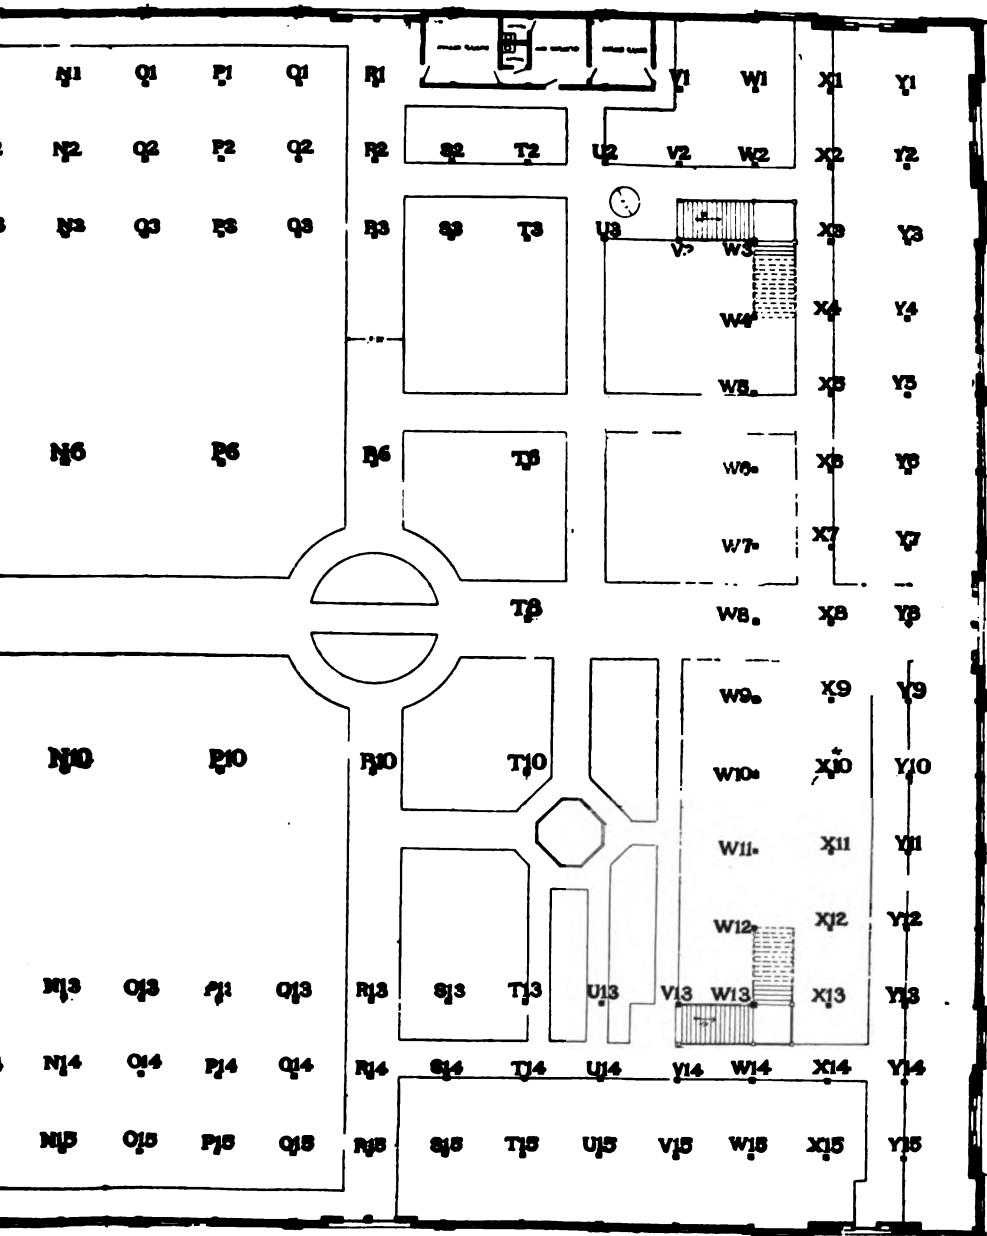 N1 O1 P1 Q1 R1 V1 W1 X1 Y1
N2 O2 P2 Q2 R2 S2 T2 U2 V2 W2 X2 Y2
N3 O3 P3 Q3 R3 S3 T3 U3 X3 Y3
W3
W4 X4 Y4
W5 X5 Y5
N6 P6 R6 T6 W6 X6 Y6
W7 X7 Y7
T8 W8 X8 Y8
W9 X9 Y9
N10 P10 R10 T10 W10 X10 Y10
W11 X11 Y11
W12 X12 Y12
N13 O13 Q13 R13 S13 T13 U13 V13 W13 X13 Y13
N14 O14 P14 Q14 R14 S14 T14 U14 V14 W14 X14 Y14
N15 O15 P15 Q15 R15 S15 T15 U15 V15 W15 X15 Y15